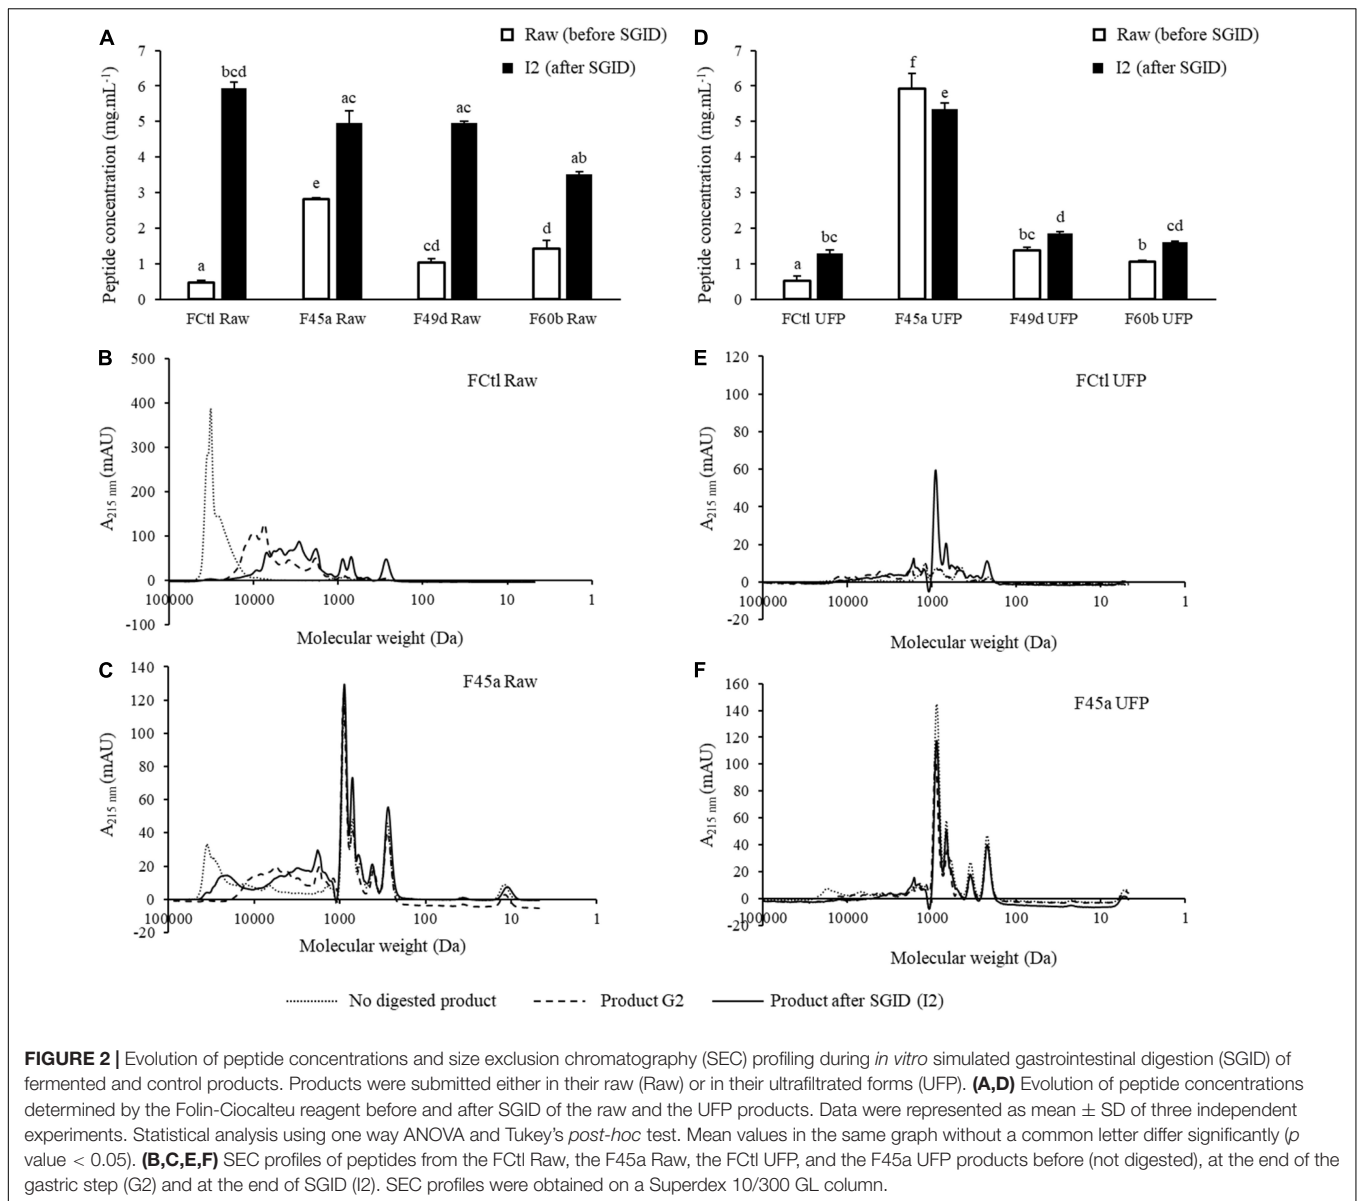 A
Raw (before SGID)
I2 (after SGID)
Peptide concentration (mg.mL-1)
7
6
5
4
3
2
1
0
a
bcd
e
ac
cd
ac
d
ab
FCtl Raw F45a Raw F49d Raw F60b Raw
D
Raw (before SGID)
I2 (after SGID)
Peptide concentration (mg.mL-1)
7
6
5
4
3
2
1
0
a
bc
f
e
bc
d
b
cd
FCtl UFP F45a UFP F49d UFP F60b UFP
B
FCtl Raw
A215 nm (mAU)
500
400
300
200
100
0
-100
100000 10000 1000 100 10 1
Molecular weight (Da)
E
FCtl UFP
A215 nm (mAU)
120
100
80
60
40
20
0
-20
100000 10000 1000 100 10 1
Molecular weight (Da)
C
F45a Raw
A215 nm (mAU)
140
120
100
80
60
40
20
0
-20
100000 10000 1000 100 10 1
Molecular weight (Da)
F
F45a UFP
A215 nm (mAU)
160
140
120
100
80
60
40
20
0
-20
100000 10000 1000 100 10 1
Molecular weight (Da)
No digested product Product G2 Product after SGID (I2)
FIGURE 2 | Evolution of peptide concentrations and size exclusion chromatography (SEC) profiling during in vitro simulated gastrointestinal digestion (SGID) of
fermented and control products. Products were submitted either in their raw (Raw) or in their ultrafiltrated forms (UFP). (A,D) Evolution of peptide concentrations
determined by the Folin-Ciocalteu reagent before and after SGID of the raw and the UFP products. Data were represented as mean ± SD of three independent
experiments. Statistical analysis using one way ANOVA and Tukey's post-hoc test. Mean values in the same graph without a common letter differ significantly (p
value < 0.05). (B,C,E,F) SEC profiles of peptides from the FCtl Raw, the F45a Raw, the FCtl UFP, and the F45a UFP products before (not digested), at the end of the
gastric step (G2) and at the end of SGID (I2). SEC profiles were obtained on a Superdex 10/300 GL column.